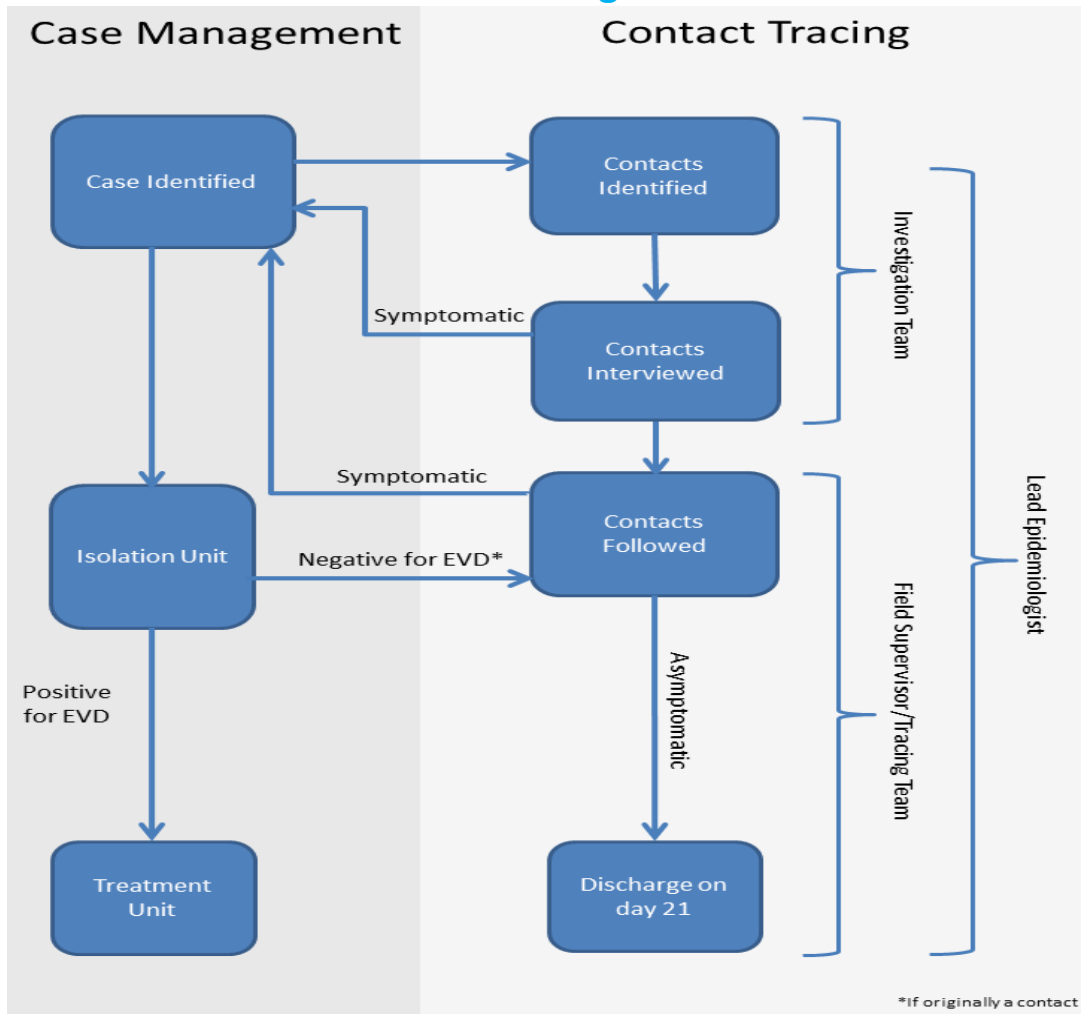 Case Management
Contact Tracing
Case Identified
Contacts
Identified
Symptomatic
Contacts
Interviewed
Investigation Team
Symptomatic
Contacts
Followed
Isolation Unit
Negative for EVD*
Lead Epidemiologist
Positive
for EVD
Asymptomatic
Field Supervisor/Tracing Team
Treatment
Unit
Discharge on
day 21
*If originally a contact